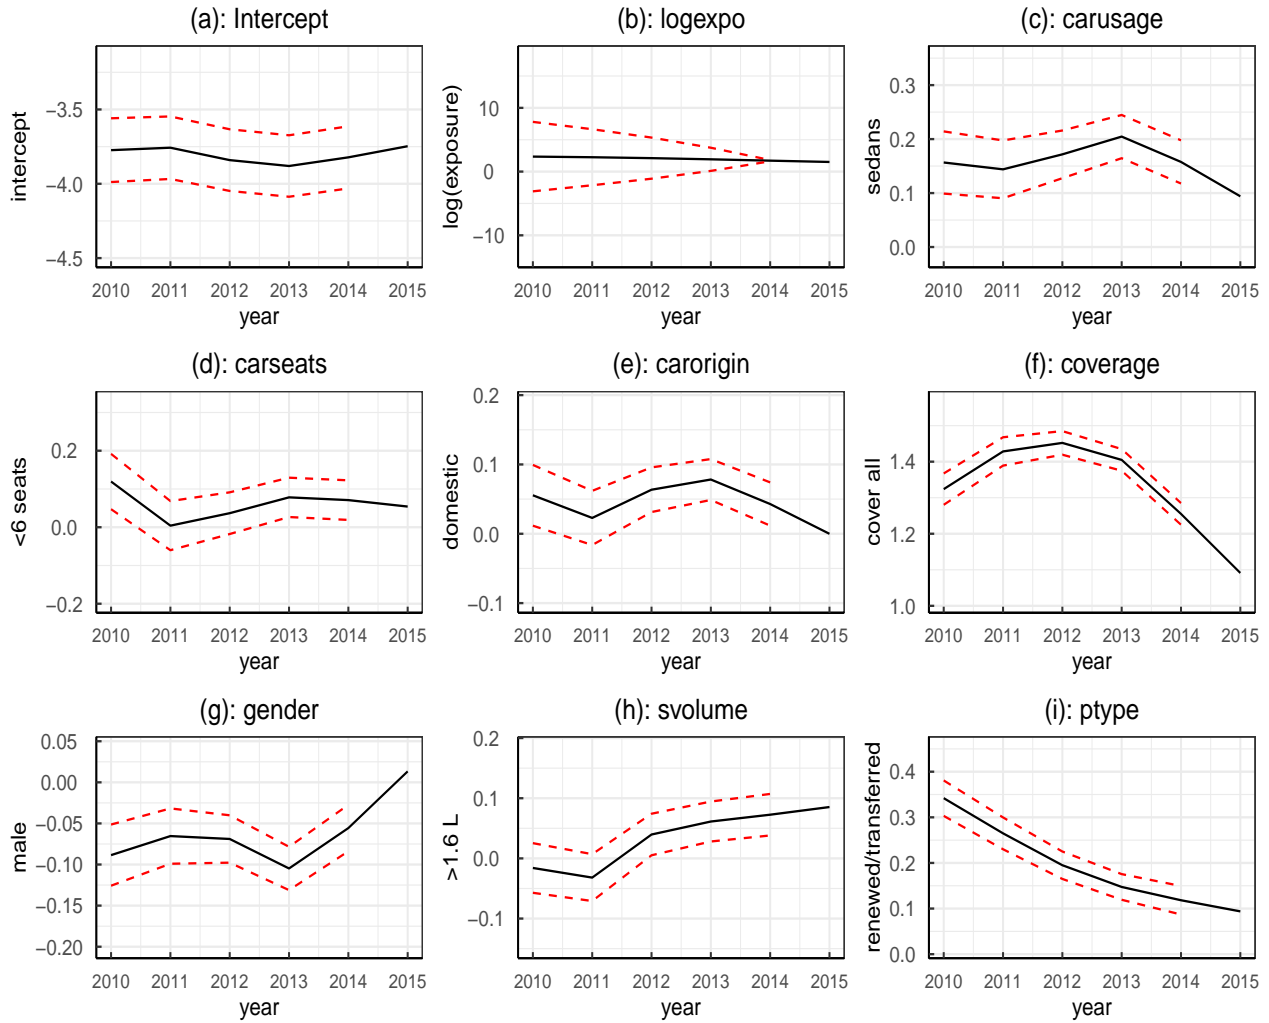 (a): Intercept
intercept
−3.5
−4.0
−4.5
2010 2011 2012 2013 2014 2015
year
(b): logexpo
log(exposure)
10
0
−10
2010 2011 2012 2013 2014 2015
year
(c): carusage
sedans
0.3
0.2
0.1
0.0
2010 2011 2012 2013 2014 2015
year
(d): carseats
<6 seats
0.2
0.0
−0.2
2010 2011 2012 2013 2014 2015
year
(e): carorigin
domestic
0.2
0.1
0.0
−0.1
2010 2011 2012 2013 2014 2015
year
(f): coverage
cover all
1.4
1.2
1.0
2010 2011 2012 2013 2014 2015
year
(g): gender
male
0.05
0.00
−0.05
−0.10
−0.15
−0.20
2010 2011 2012 2013 2014 2015
year
(h): svolume
>1.6 L
0.2
0.1
0.0
−0.1
2010 2011 2012 2013 2014 2015
year
(i): ptype
renewed/transferred
0.4
0.3
0.2
0.1
0.0
2010 2011 2012 2013 2014 2015
year